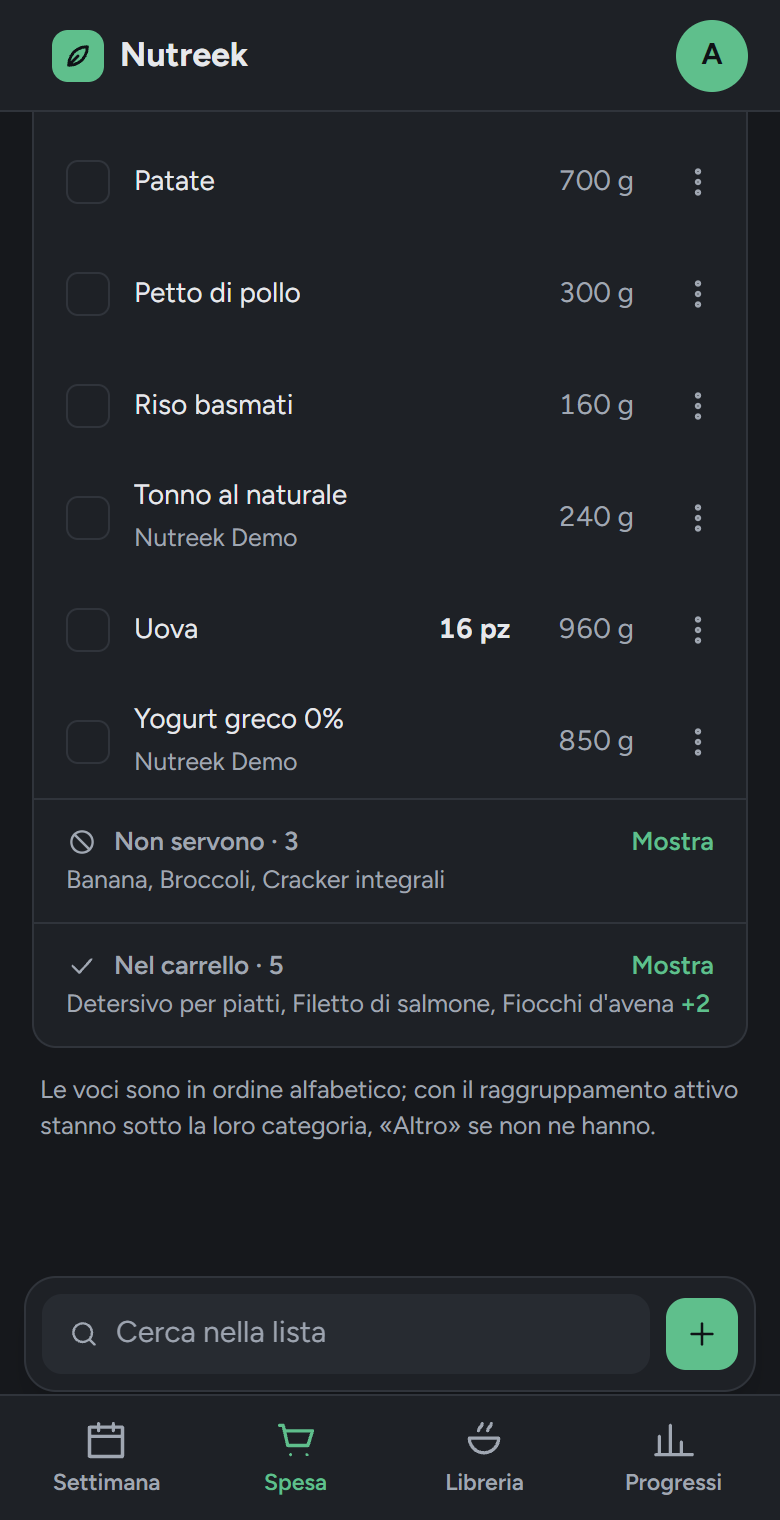 Nutreek
A
Patate 700 g
Petto di pollo 300 g
Riso basmati 160 g
Tonno al naturale
Nutreek Demo
240 g
Uova 16 pz 960 g
Yogurt greco 0%
Nutreek Demo
850 g
Non servono · 3 Mostra
Banana, Broccoli, Cracker integrali
Nel carrello · 5 Mostra
Detersivo per piatti, Filetto di salmone, Fiocchi d'avena +2
Le voci sono in ordine alfabetico; con il raggruppamento attivo
stanno sotto la loro categoria, «Altro» se non ne hanno.
Cerca nella lista
Settimana Spesa Libreria Progressi